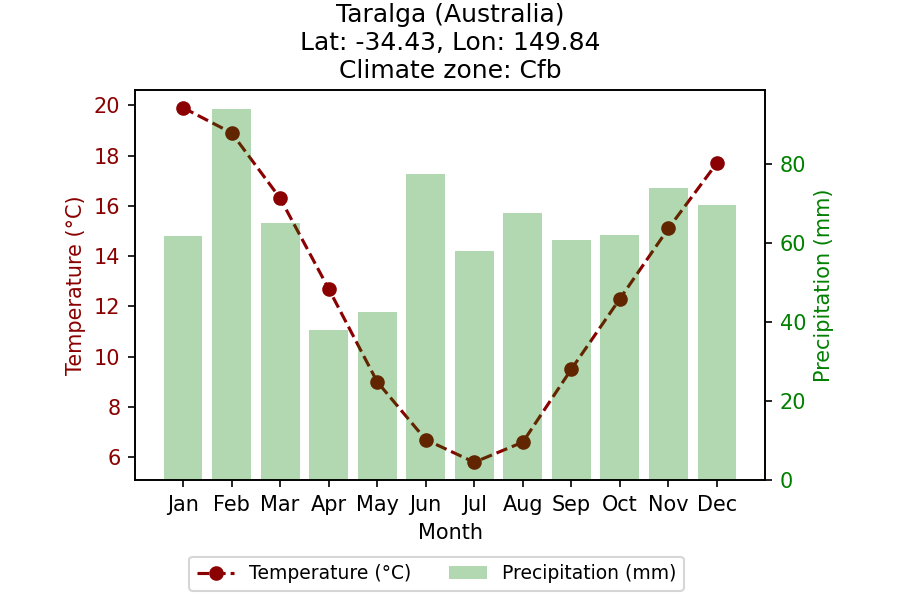 Taralga (Australia)
Lat: -34.43, Lon: 149.84
Climate zone: Cfb
20
18
16
14
12
10
8
6
Temperature (°C)
80
60
40
20
0
Precipitation (mm)
Jan Feb Mar Apr May Jun Jul Aug Sep Oct Nov Dec
Month
Temperature (°C) Precipitation (mm)